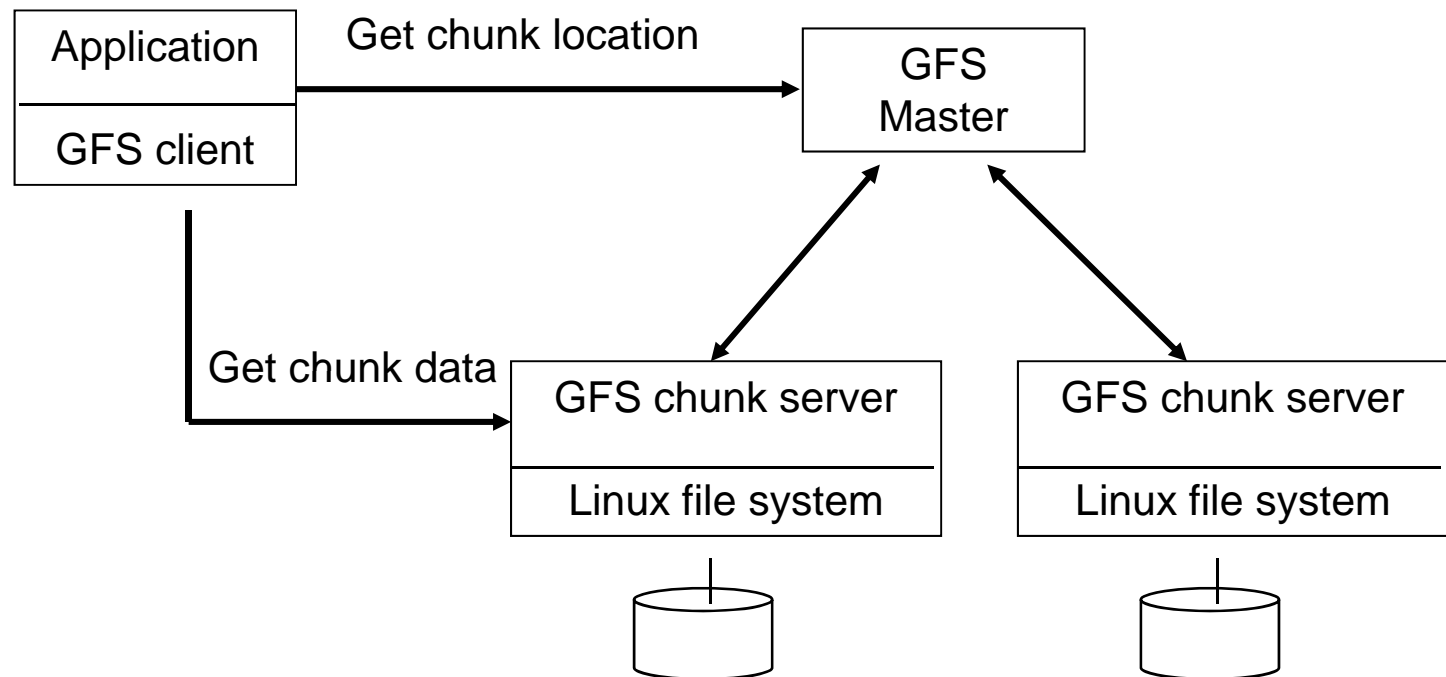 Application
GFS client
Get chunk location
GFS
Master
Get chunk data
GFS chunk server
Linux file system
GFS chunk server
Linux file system